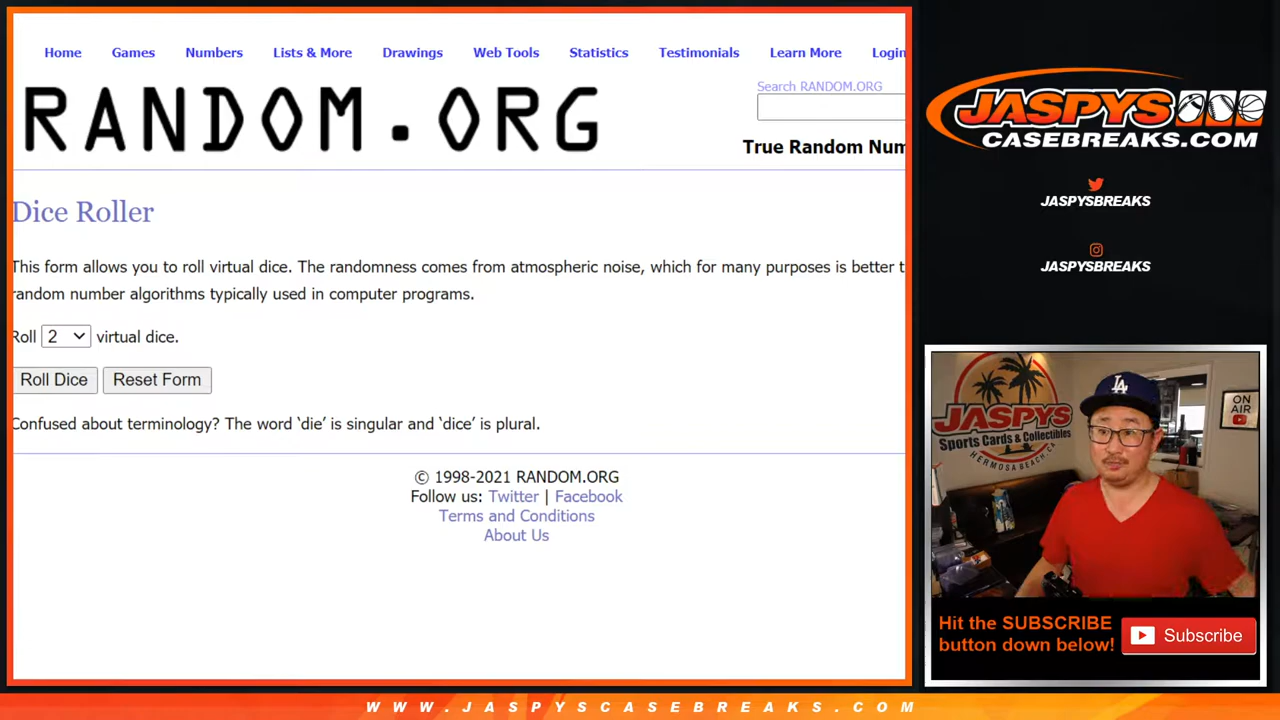 Home Games Numbers Lists & More Drawings Web Tools Statistics Testimonials Learn More Login
RANDOM.ORG
Search RANDOM.ORG
True Random Num
Dice Roller
This form allows you to roll virtual dice. The randomness comes from atmospheric noise, which for many purposes is better t
random number algorithms typically used in computer programs.
Roll 2 virtual dice.
Roll Dice Reset Form
Confused about terminology? The word ‘die’ is singular and ‘dice’ is plural.
© 1998-2021 RANDOM.ORG
Follow us: Twitter | Facebook
Terms and Conditions
About Us
JASPYS
CASEBREAKS.COM
JASPYSBREAKS
JASPYSBREAKS
JASPYS
Sports Cards & Collectibles
HERMOSA BEACH, CA
LA
ON
AIR
Hit the SUBSCRIBE
button down below!
Subscribe
WWW.JASPYSCASEBREAKS.COM